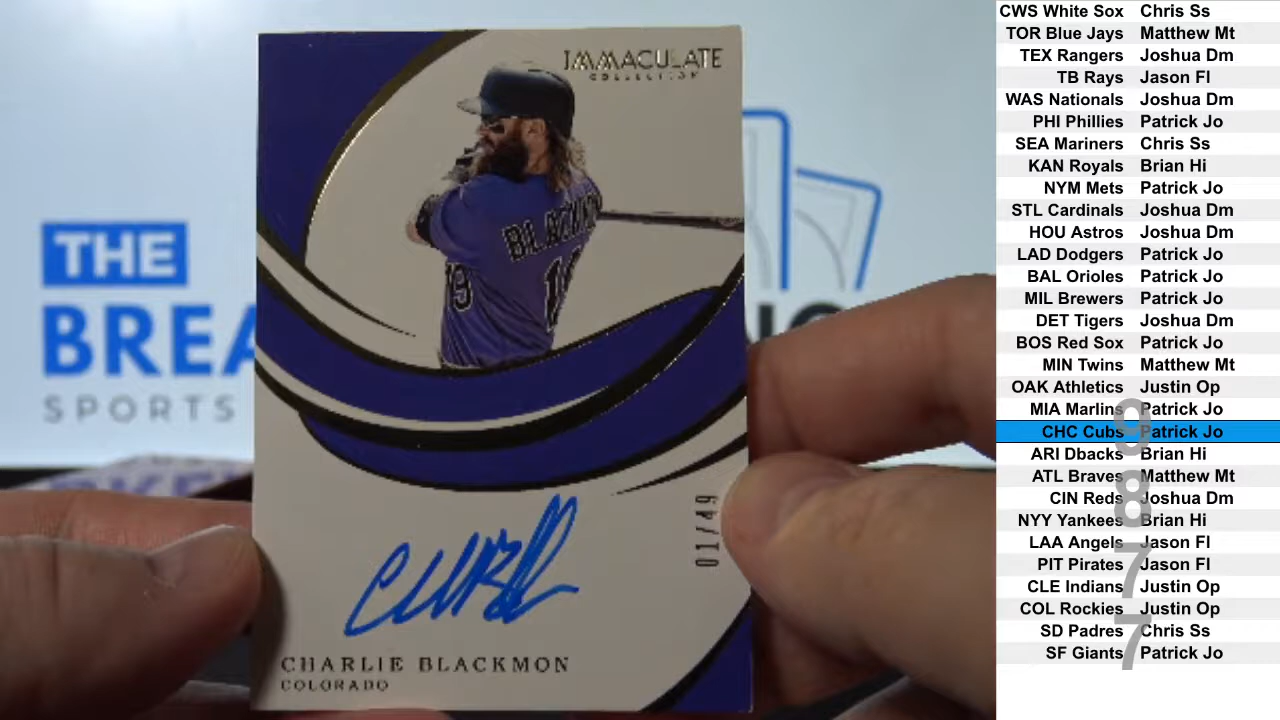 IMMACULATE
COLLECTION
THE
BREA
SPORTS
19
01/49
CHARLIE BLACKMON
COLORADO
CWS White Sox Chris Ss
TOR Blue Jays Matthew Mt
TEX Rangers Joshua Dm
TB Rays Jason Fl
WAS Nationals Joshua Dm
PHI Phillies Patrick Jo
SEA Mariners Chris Ss
KAN Royals Brian Hi
NYM Mets Patrick Jo
STL Cardinals Joshua Dm
HOU Astros Joshua Dm
LAD Dodgers Patrick Jo
BAL Orioles Patrick Jo
MIL Brewers Patrick Jo
DET Tigers Joshua Dm
BOS Red Sox Patrick Jo
MIN Twins Matthew Mt
OAK Athletics Justin Op
MIA Marlins Patrick Jo
CHC Cubs Patrick Jo
ARI Dbacks Brian Hi
ATL Braves Matthew Mt
CIN Reds Joshua Dm
NYY Yankees Brian Hi
LAA Angels Jason Fl
PIT Pirates Jason Fl
CLE Indians Justin Op
COL Rockies Justin Op
SD Padres Chris Ss
SF Giants Patrick Jo
9
8
7
7